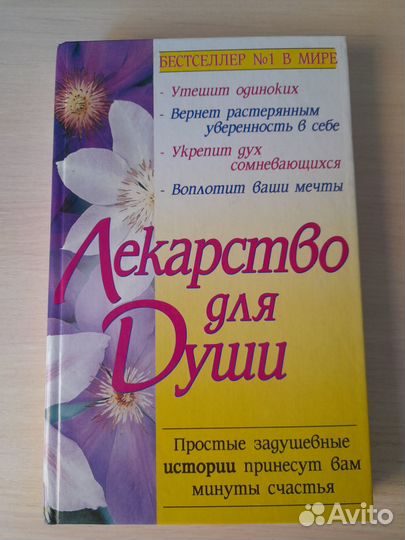 БЕСТСЕЛЛЕР №1 В МИРЕ
- Утешит одиноких
- Вернет растерянным
уверенность в себе
- Укрепит дух
сомневающихся
- Воплотит ваши мечты
Лекарство
для
Души
Простые задушевные
истории принесут вам
минуты счастья
Avito